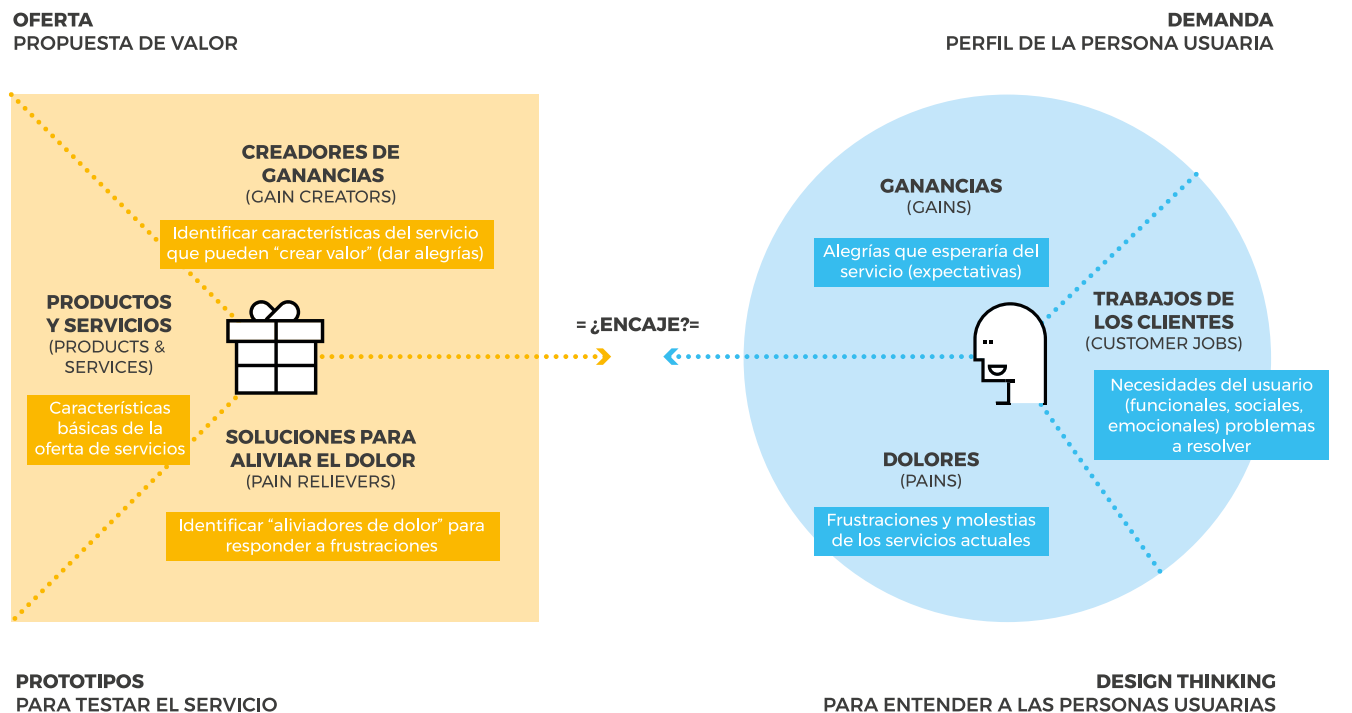 OFERTA
PROPUESTA DE VALOR
DEMANDA
PERFIL DE LA PERSONA USUARIA
CREADORES DE
GANANCIAS
(GAIN CREATORS)
Identificar características del servicio
que pueden “crear valor” (dar alegrías)
PRODUCTOS
Y SERVICIOS
(PRODUCTS &
SERVICES)
Características
básicas de la
oferta de servicios
SOLUCIONES PARA
ALIVIAR EL DOLOR
(PAIN RELIEVERS)
Identificar “aliviadores de dolor” para
responder a frustraciones
= ¿ENCAJE?=
GANANCIAS
(GAINS)
Alegrías que esperaría del
servicio (expectativas)
TRABAJOS DE
LOS CLIENTES
(CUSTOMER JOBS)
Necesidades del usuario
(funcionales, sociales,
emocionales) problemas
a resolver
DOLORES
(PAINS)
Frustraciones y molestias
de los servicios actuales
PROTOTIPOS
PARA TESTAR EL SERVICIO
DESIGN THINKING
PARA ENTENDER A LAS PERSONAS USUARIAS